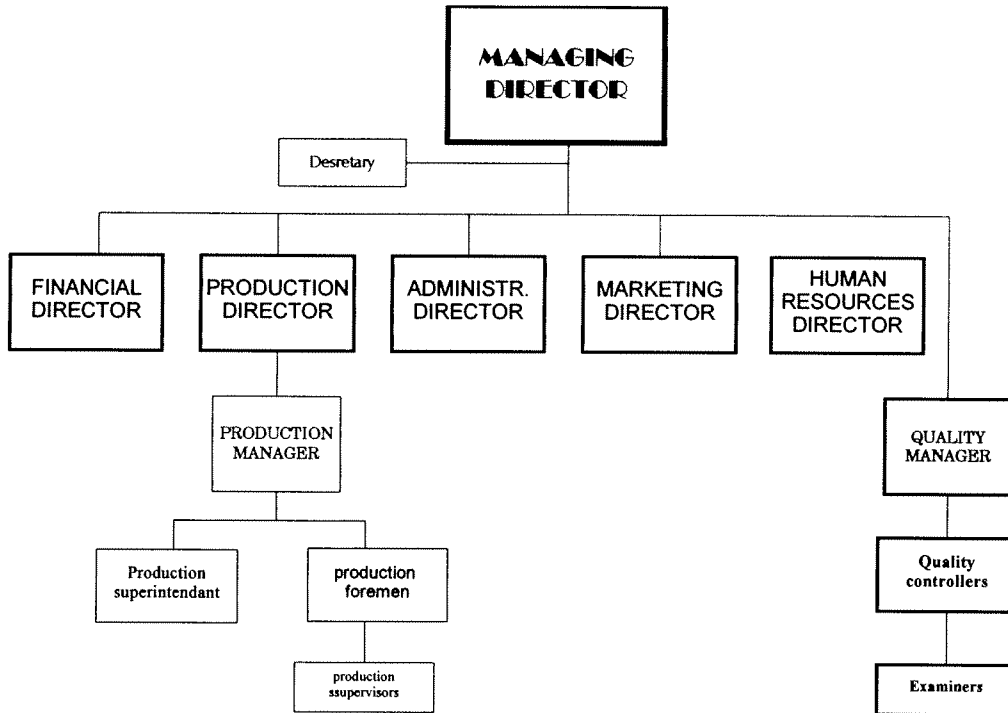 MANAGING
DIRECTOR
Desretary
FINANCIAL
DIRECTOR
PRODUCTION
DIRECTOR
ADMINISTR.
DIRECTOR
MARKETING
DIRECTOR
HUMAN
RESOURCES
DIRECTOR
PRODUCTION
MANAGER
QUALITY
MANAGER
Production
superintendant
production
foremen
Quality
controllers
production
ssupervisors
Examiners